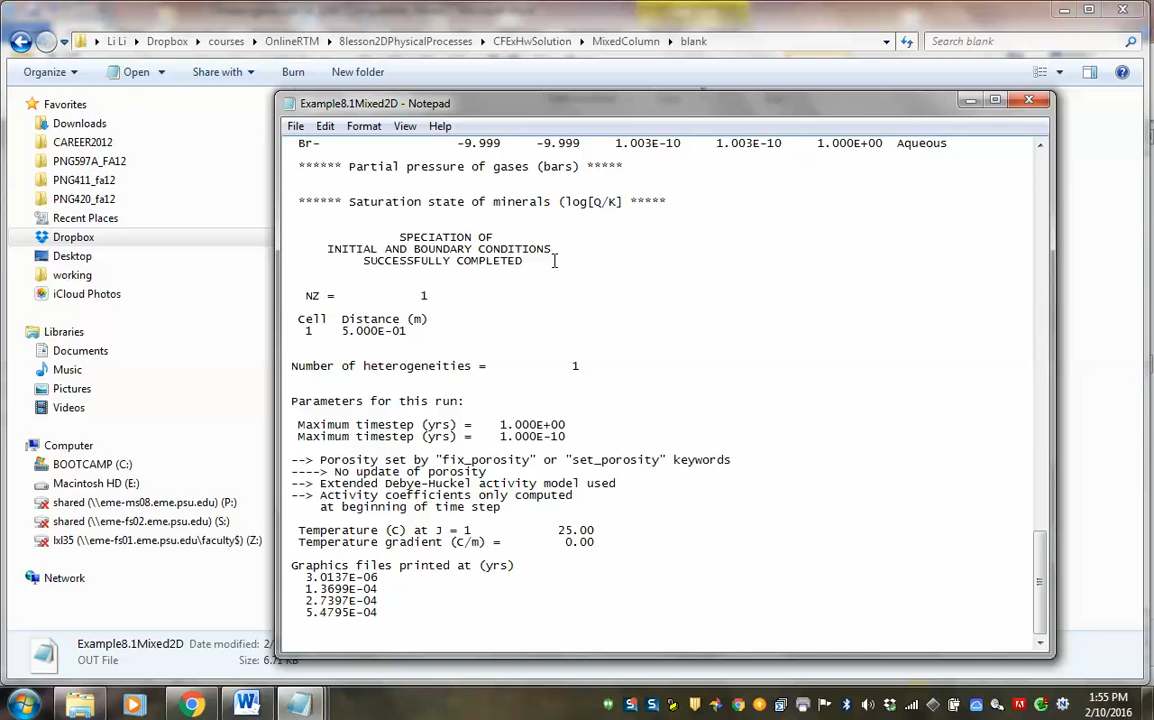 Li Li
Dropbox
courses
OnlineRTM
8lesson2DPhysicalProcesses
CFExHwSolution
MixedColumn
blank
Search blank
Organize
Open
Share with
Burn
New folder
Favorites
Downloads
CAREER2012
PNG597A_FA12
PNG411_fa12
PNG420_fa12
Recent Places
Dropbox
Desktop
working
iCloud Photos
Libraries
Documents
Music
Pictures
Videos
Computer
BOOTCAMP (C:)
Macintosh HD (E:)
shared (\\eme-ms08.eme.psu.edu) (P:)
shared (\\eme-fs02.eme.psu.edu) (S:)
lxl35 (\\eme-fs01.eme.psu.edu\faculty$) (Z:)
Network
Example8.1Mixed2D - Notepad
File Edit Format View Help
Br- -9.999 -9.999 1.003E-10 1.003E-10 1.000E+00 Aqueous
****** Partial pressure of gases (bars) *****
****** Saturation state of minerals (log[Q/K] *****
SPECIATION OF
INITIAL AND BOUNDARY CONDITIONS
SUCCESSFULLY COMPLETED
NZ = 1
Cell Distance (m)
1 5.000E-01
Number of heterogeneities = 1
Parameters for this run:
Maximum timestep (yrs) = 1.000E+00
Maximum timestep (yrs) = 1.000E-10
--> Porosity set by "fix_porosity" or "set_porosity" keywords
----> No update of porosity
--> Extended Debye-Huckel activity model used
--> Activity coefficients only computed
at beginning of time step
Temperature (C) at J = 1 25.00
Temperature gradient (C/m) = 0.00
Graphics files printed at (yrs)
3.0137E-06
1.3699E-04
2.7397E-04
5.4795E-04
Example8.1Mixed2D Date modified: 2/
OUT File Size: 6.71 KB
1:55 PM
2/10/2016